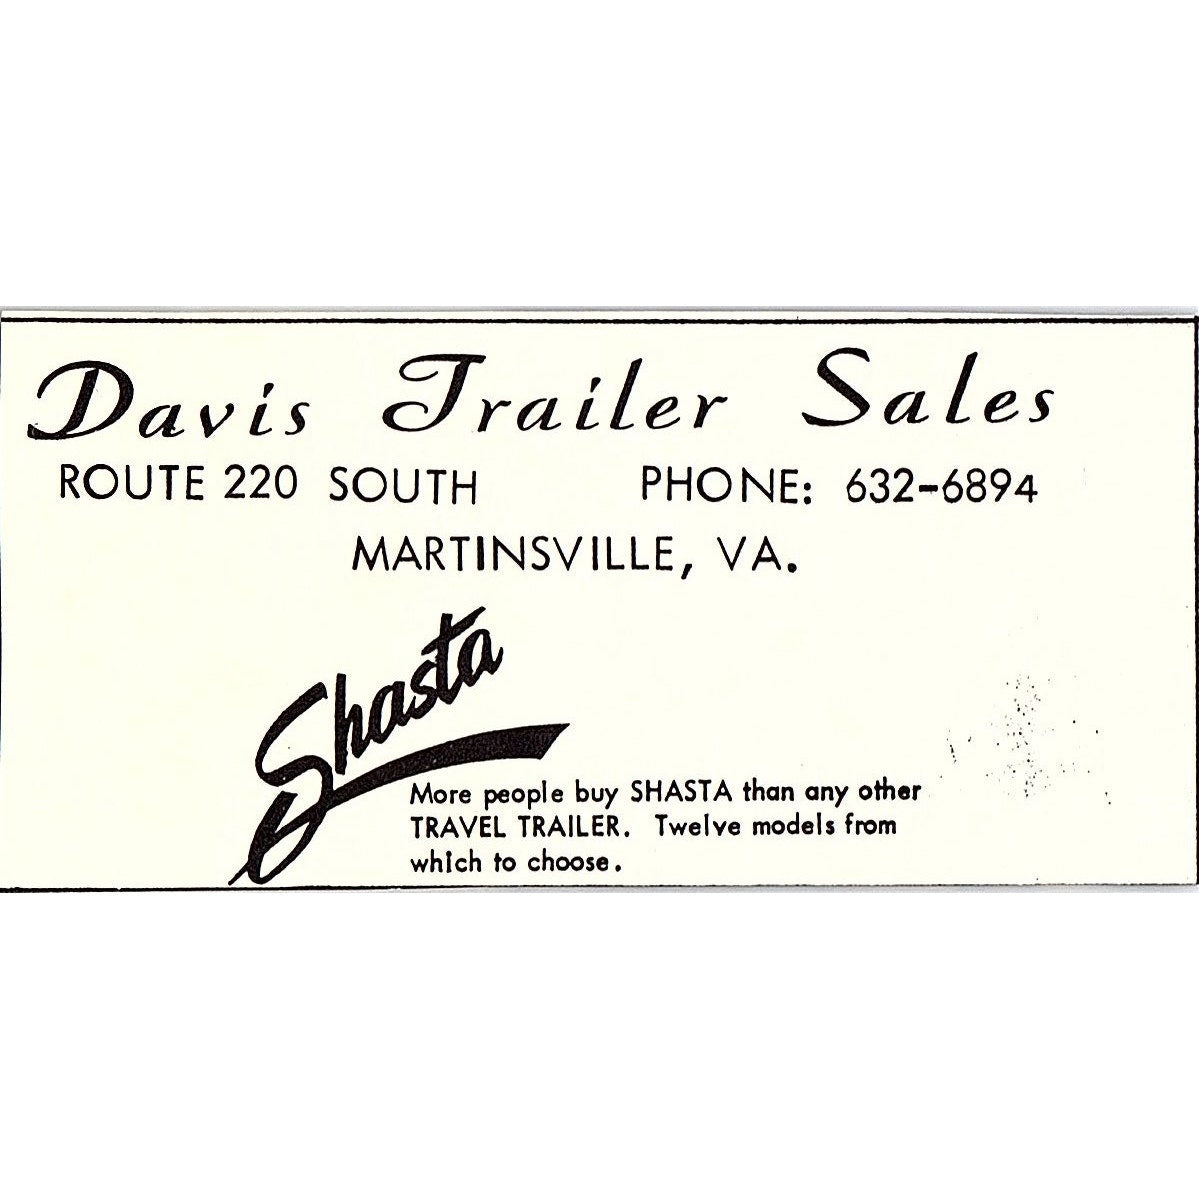 Davis Trailer Sales
ROUTE 220 SOUTH PHONE: 632-6894
MARTINSVILLE, VA.
Shasta
More people buy SHASTA than any other
TRAVEL TRAILER. Twelve models from
which to choose.